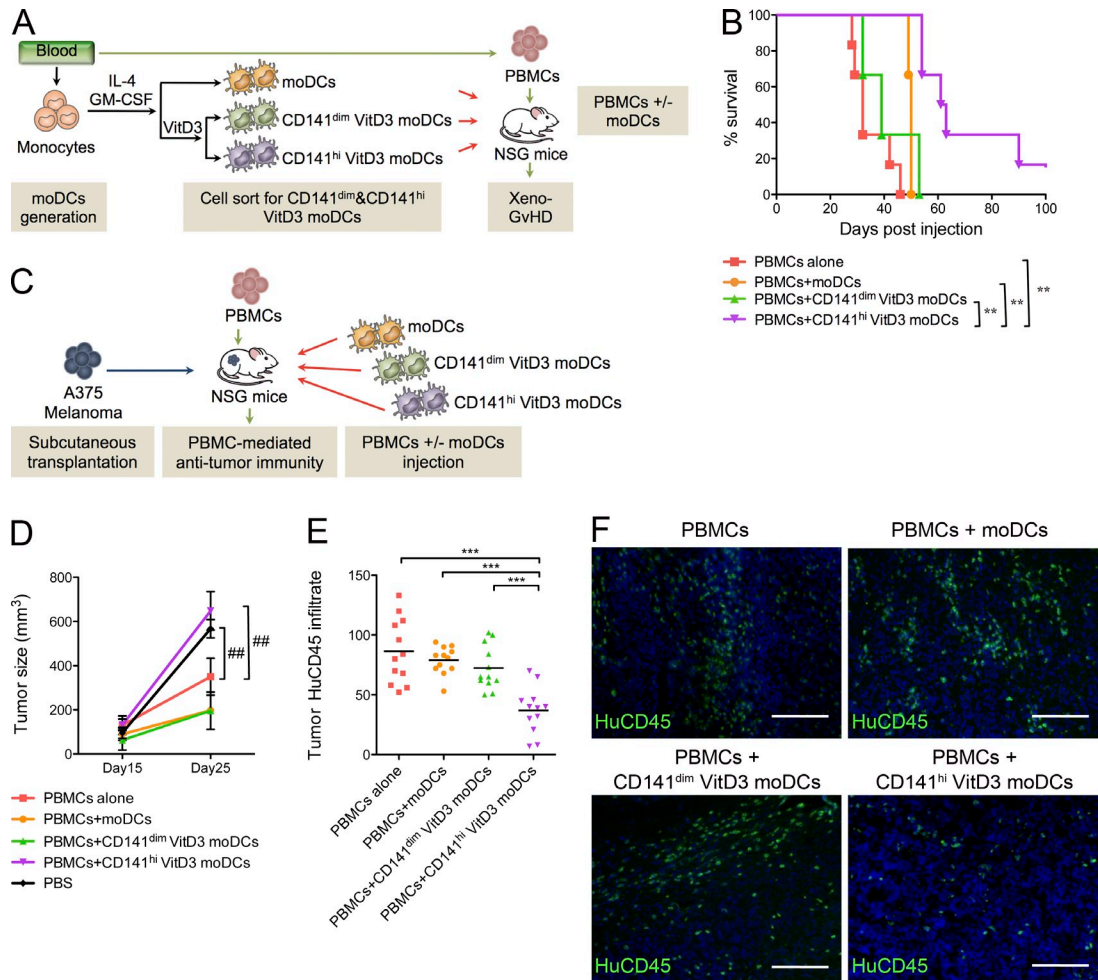 A
Blood
Monocytes
IL-4
GM-CSF
VitD3
moDCs
CD141dim VitD3 moDCs
CD141hi VitD3 moDCs
PBMCs
NSG mice
PBMCs +/-
moDCs
moDCs
generation
Cell sort for CD141dim&CD141hi
VitD3 moDCs
Xeno-
GvHD
B
% survival
100
80
60
40
20
0
0 20 40 60 80 100
Days post injection
PBMCs alone
PBMCs+moDCs
PBMCs+CD141dim VitD3 moDCs
PBMCs+CD141hi VitD3 moDCs
**
**
**
C
PBMCs
A375
Melanoma
NSG mice
moDCs
CD141dim VitD3 moDCs
CD141hi VitD3 moDCs
Subcutaneous
transplantation
PBMC-mediated
anti-tumor immunity
PBMCs +/- moDCs
injection
D
Tumor size (mm3)
800
600
400
200
0
Day15 Day25
##
##
PBMCs alone
PBMCs+moDCs
PBMCs+CD141dim VitD3 moDCs
PBMCs+CD141hi VitD3 moDCs
PBS
E
Tumor HuCD45 infiltrate
150
100
50
0
***
***
***
PBMCs alone
PBMCs+moDCs
PBMCs+CD141dim VitD3 moDCs
PBMCs+CD141hi VitD3 moDCs
F
PBMCs
HuCD45
PBMCs + moDCs
HuCD45
PBMCs +
CD141dim VitD3 moDCs
HuCD45
PBMCs +
CD141hi VitD3 moDCs
HuCD45